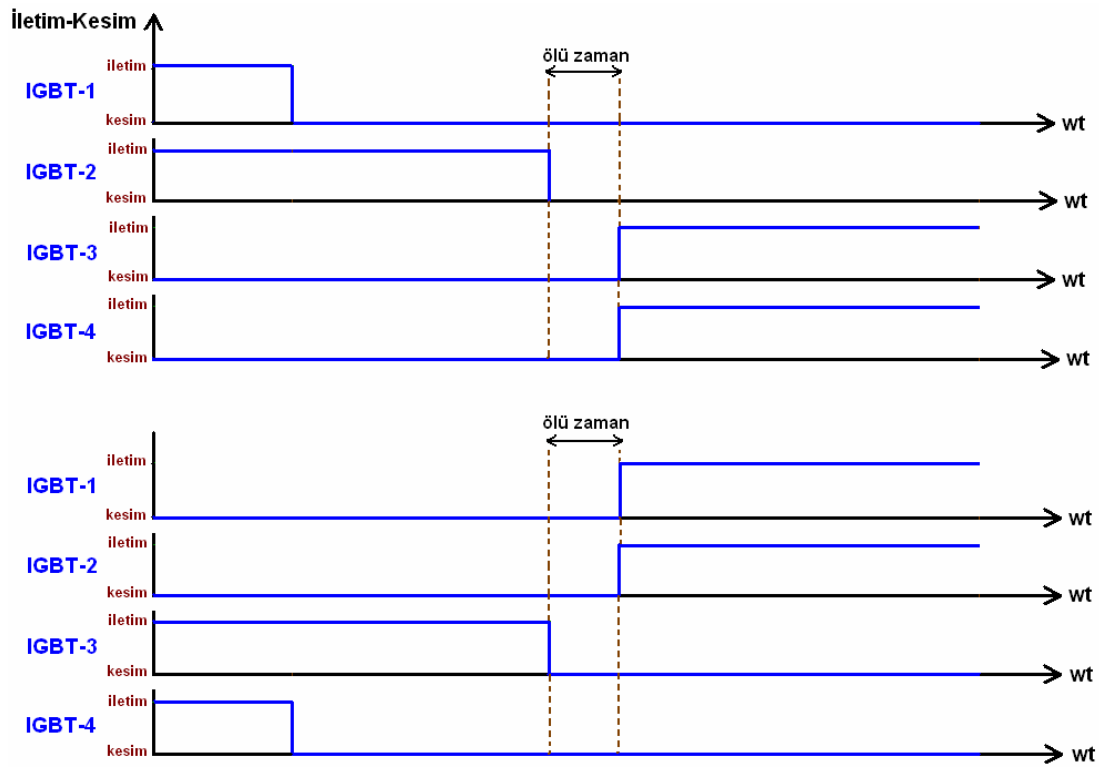 İletim-Kesim
ölü zaman
iletim
IGBT-1
kesim
wt
iletim
IGBT-2
kesim
wt
iletim
IGBT-3
kesim
wt
iletim
IGBT-4
kesim
wt
ölü zaman
iletim
IGBT-1
kesim
wt
iletim
IGBT-2
kesim
wt
iletim
IGBT-3
kesim
wt
iletim
IGBT-4
kesim
wt